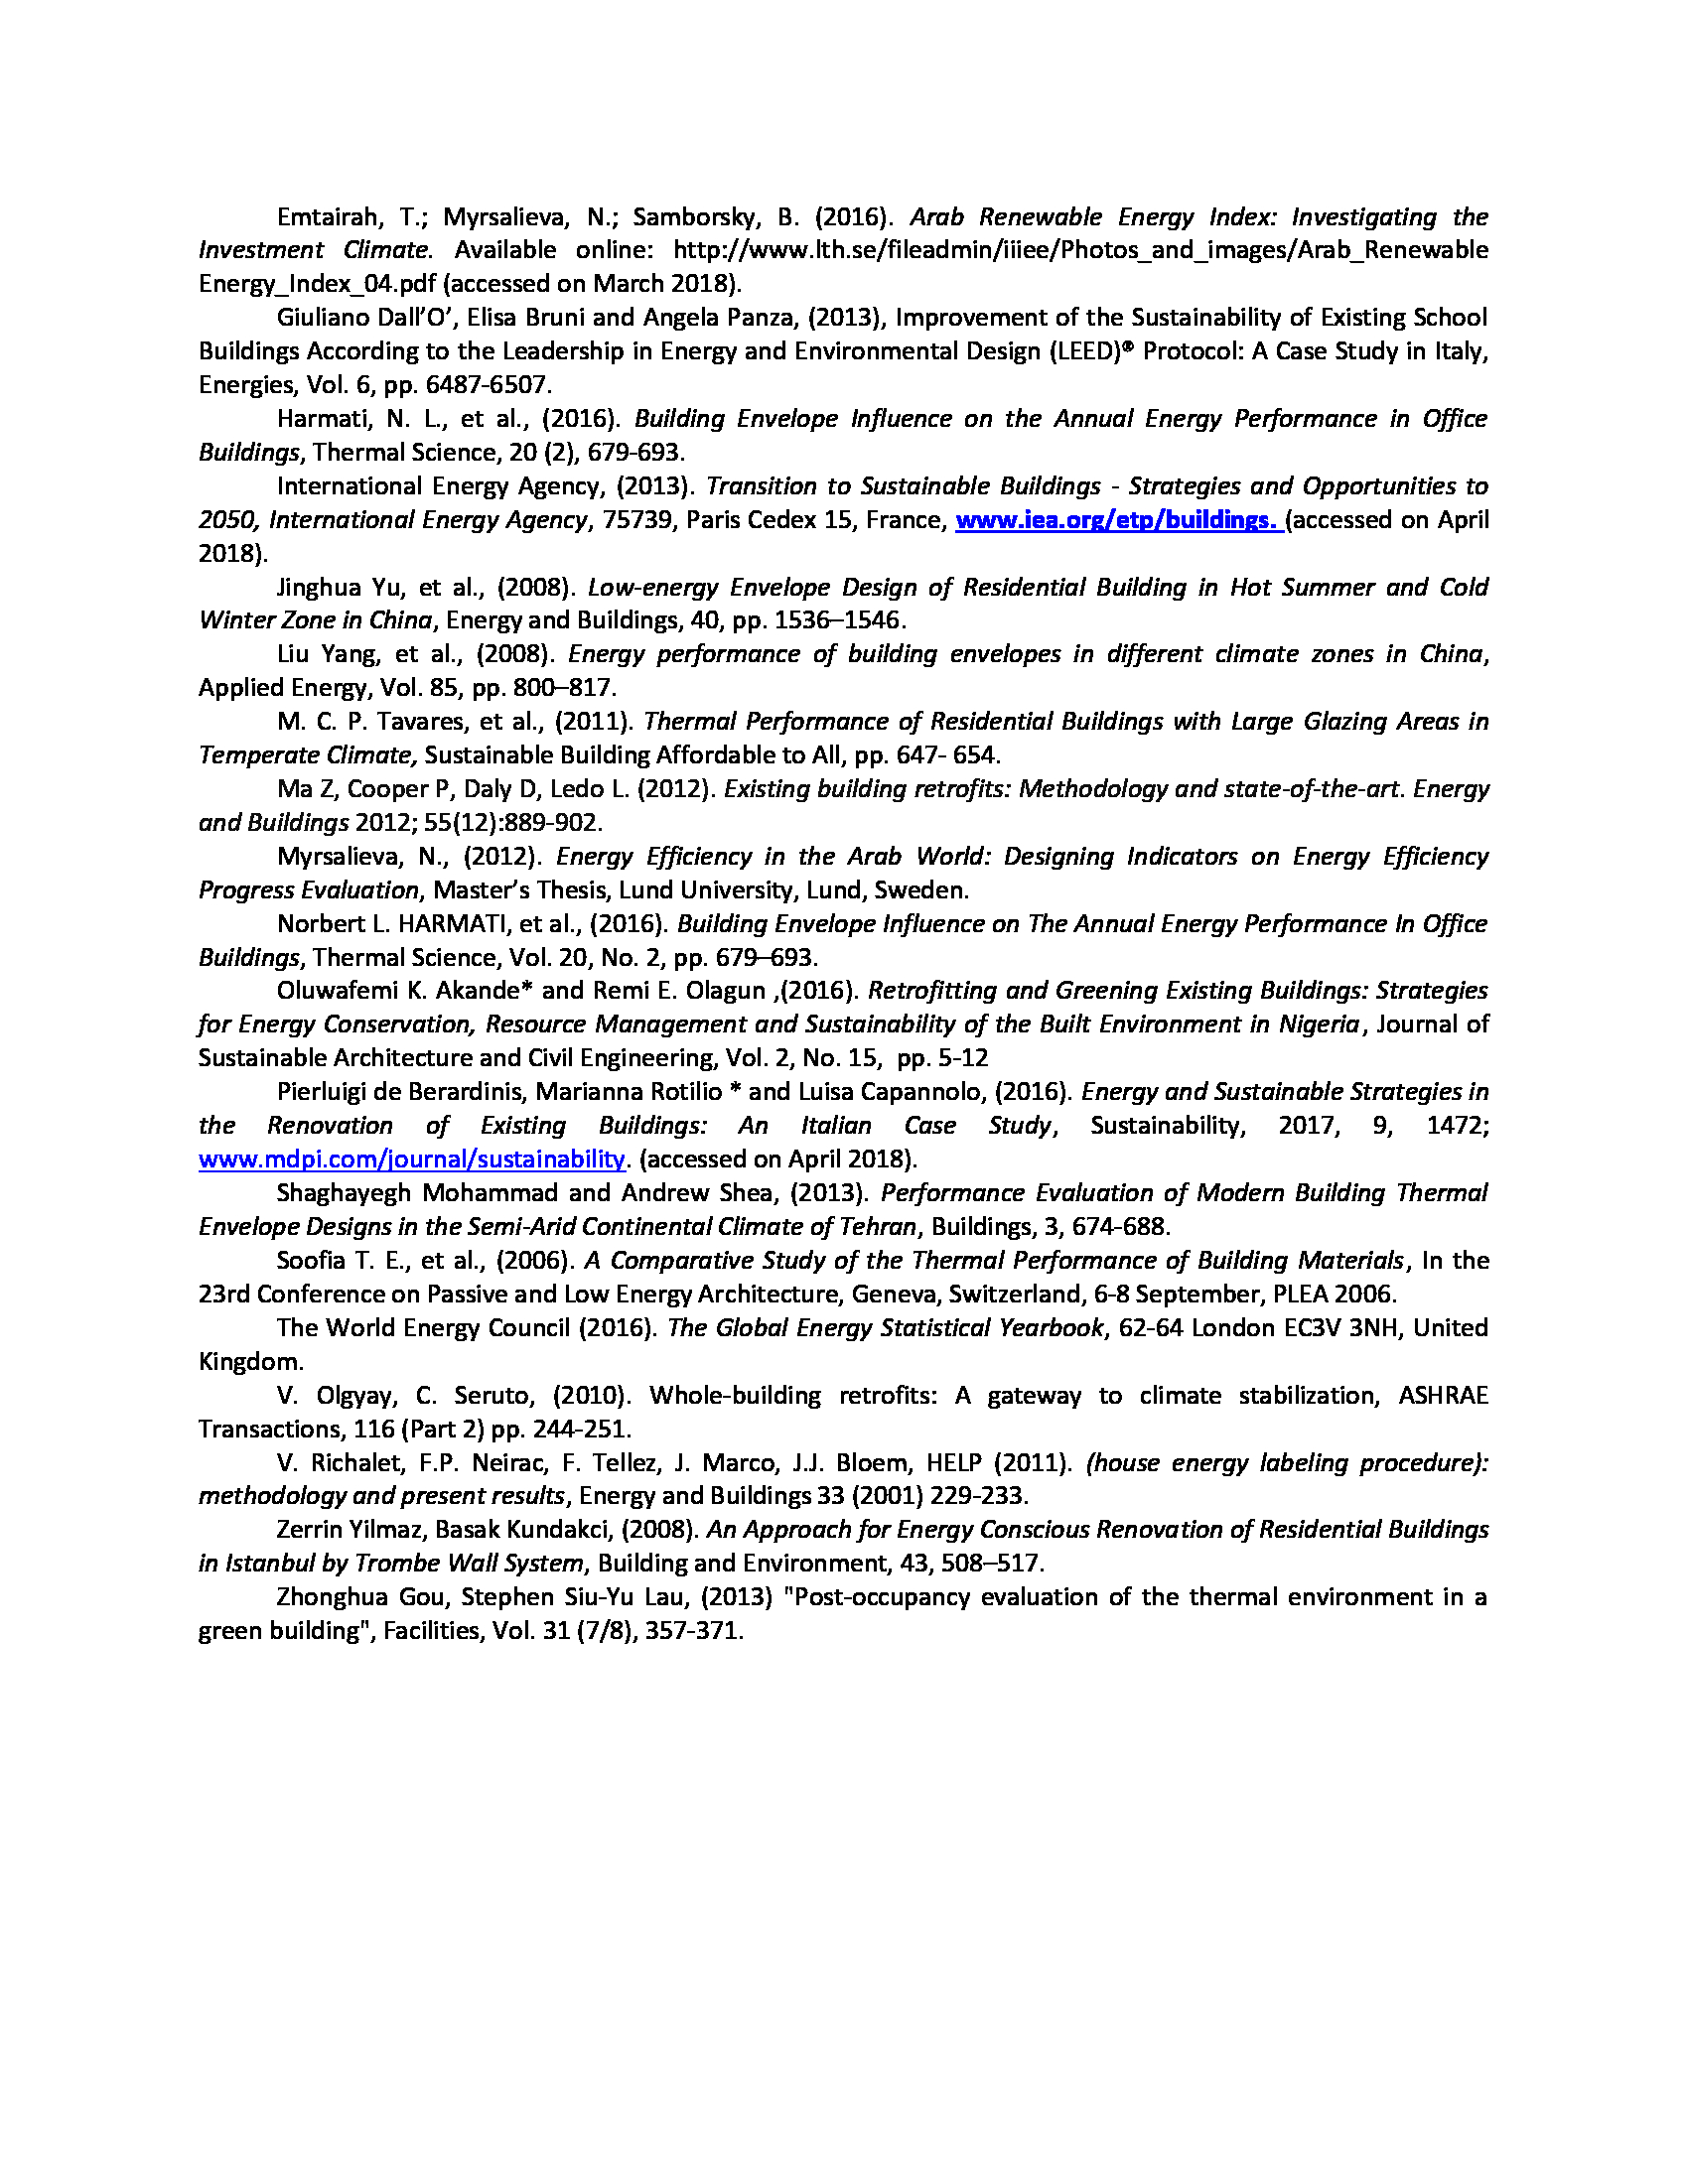 Emtairah, T.; Myrsalieva, N.; Samborsky, B. (2016). Arab Renewable Energy Index: Investigating the
Investment Climate. Available online: http://www.lth.se/fileadmin/iiiee/Photos_and_images/Arab_Renewable
Energy_Index_04.pdf (accessed on March 2018).
Giuliano Dall’O’, Elisa Bruni and Angela Panza, (2013), Improvement of the Sustainability of Existing School
Buildings According to the Leadership in Energy and Environmental Design (LEED)® Protocol: A Case Study in Italy,
Energies, Vol. 6, pp. 6487-6507.
Harmati, N. L., et al., (2016). Building Envelope Influence on the Annual Energy Performance in Office
Buildings, Thermal Science, 20 (2), 679-693.
International Energy Agency, (2013). Transition to Sustainable Buildings - Strategies and Opportunities to
2050, International Energy Agency, 75739, Paris Cedex 15, France, www.iea.org/etp/buildings. (accessed on April
2018).
Jinghua Yu, et al., (2008). Low-energy Envelope Design of Residential Building in Hot Summer and Cold
Winter Zone in China, Energy and Buildings, 40, pp. 1536–1546.
Liu Yang, et al., (2008). Energy performance of building envelopes in different climate zones in China,
Applied Energy, Vol. 85, pp. 800–817.
M. C. P. Tavares, et al., (2011). Thermal Performance of Residential Buildings with Large Glazing Areas in
Temperate Climate, Sustainable Building Affordable to All, pp. 647- 654.
Ma Z, Cooper P, Daly D, Ledo L. (2012). Existing building retrofits: Methodology and state-of-the-art. Energy
and Buildings 2012; 55(12):889-902.
Myrsalieva, N., (2012). Energy Efficiency in the Arab World: Designing Indicators on Energy Efficiency
Progress Evaluation, Master’s Thesis, Lund University, Lund, Sweden.
Norbert L. HARMATI, et al., (2016). Building Envelope Influence on The Annual Energy Performance In Office
Buildings, Thermal Science, Vol. 20, No. 2, pp. 679–693.
Oluwafemi K. Akande* and Remi E. Olagun ,(2016). Retrofitting and Greening Existing Buildings: Strategies
for Energy Conservation, Resource Management and Sustainability of the Built Environment in Nigeria, Journal of
Sustainable Architecture and Civil Engineering, Vol. 2, No. 15,  pp. 5-12
Pierluigi de Berardinis, Marianna Rotilio * and Luisa Capannolo, (2016). Energy and Sustainable Strategies in
the Renovation of Existing Buildings: An Italian Case Study, Sustainability, 2017, 9, 1472;
www.mdpi.com/journal/sustainability. (accessed on April 2018).
Shaghayegh Mohammad and Andrew Shea, (2013). Performance Evaluation of Modern Building Thermal
Envelope Designs in the Semi-Arid Continental Climate of Tehran, Buildings, 3, 674-688.
Soofia T. E., et al., (2006). A Comparative Study of the Thermal Performance of Building Materials, In the
23rd Conference on Passive and Low Energy Architecture, Geneva, Switzerland, 6-8 September, PLEA 2006.
The World Energy Council (2016). The Global Energy Statistical Yearbook, 62-64 London EC3V 3NH, United
Kingdom.
V. Olgyay, C. Seruto, (2010). Whole-building retrofits: A gateway to climate stabilization, ASHRAE
Transactions, 116 (Part 2) pp. 244-251.
V. Richalet, F.P. Neirac, F. Tellez, J. Marco, J.J. Bloem, HELP (2011). (house energy labeling procedure):
methodology and present results, Energy and Buildings 33 (2001) 229-233.
Zerrin Yilmaz, Basak Kundakci, (2008). An Approach for Energy Conscious Renovation of Residential Buildings
in Istanbul by Trombe Wall System, Building and Environment, 43, 508–517.
Zhonghua Gou, Stephen Siu-Yu Lau, (2013) "Post-occupancy evaluation of the thermal environment in a
green building", Facilities, Vol. 31 (7/8), 357-371.